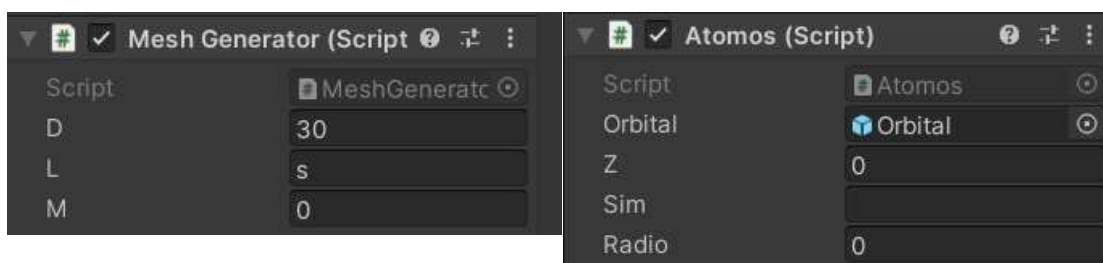 Mesh Generator (Script
Script MeshGeneratc
D 30
L s
M 0
Atomos (Script)
Script Atomos
Orbital Orbital
Z 0
Sim
Radio 0